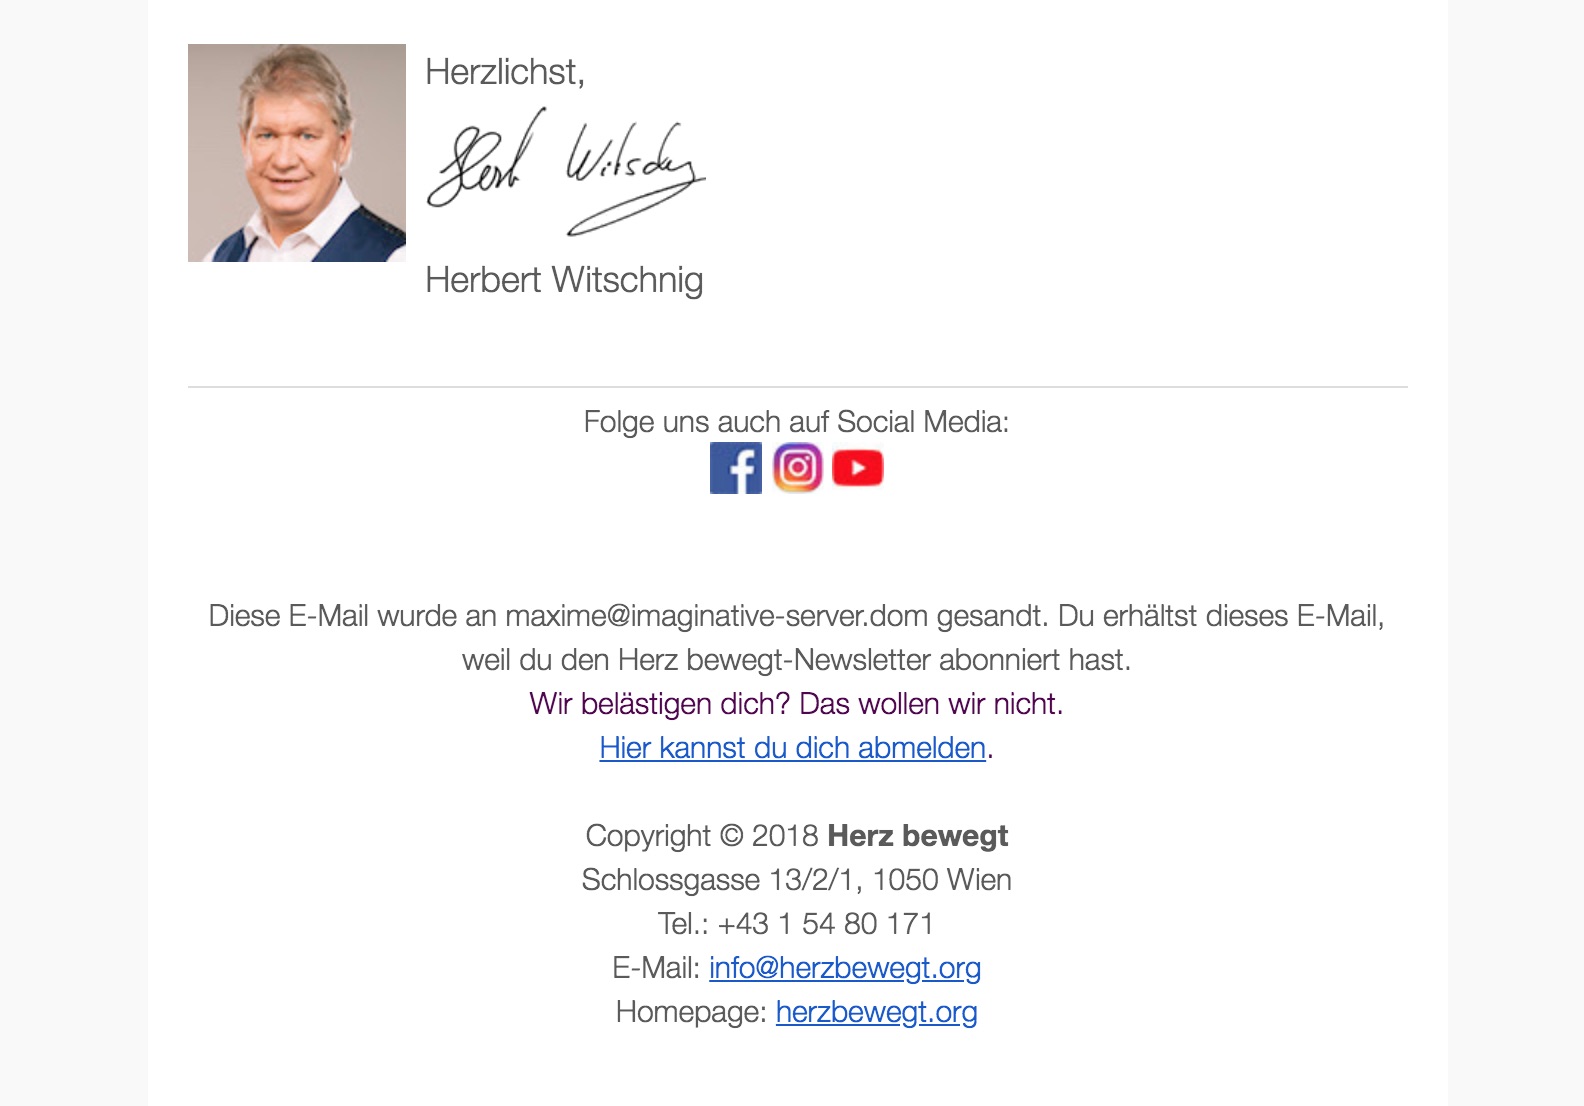 Herzlichst,
Herbert Witschnig
Folge uns auch auf Social Media:
Diese E-Mail wurde an maxime@imaginative-server.dom gesandt. Du erhältst dieses E-Mail,
weil du den Herz bewegt-Newsletter abonniert hast.
Wir belästigen dich? Das wollen wir nicht.
Hier kannst du dich abmelden.
Copyright © 2018 Herz bewegt
Schlossgasse 13/2/1, 1050 Wien
Tel.: +43 1 54 80 171
E-Mail: info@herzbewegt.org
Homepage: herzbewegt.org